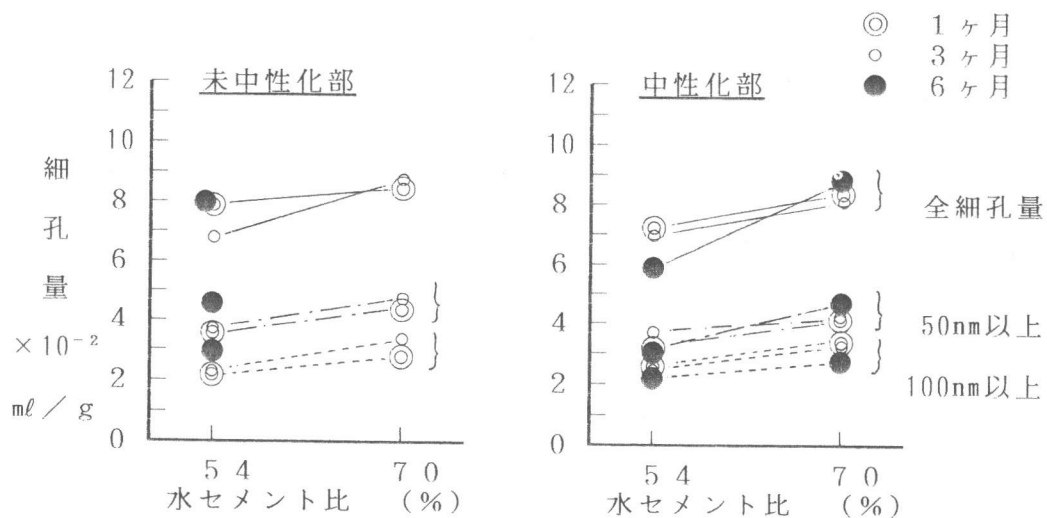 ◎ 1ヶ月
○ 3ヶ月
● 6ヶ月
未中性化部
細孔量
×10⁻²
mℓ/g
12
10
8
6
4
2
0
54 70
水セメント比 (%)
中性化部
12
10
8
6
4
2
0
54 70
水セメント比 (%)
全細孔量
50nm以上
100nm以上